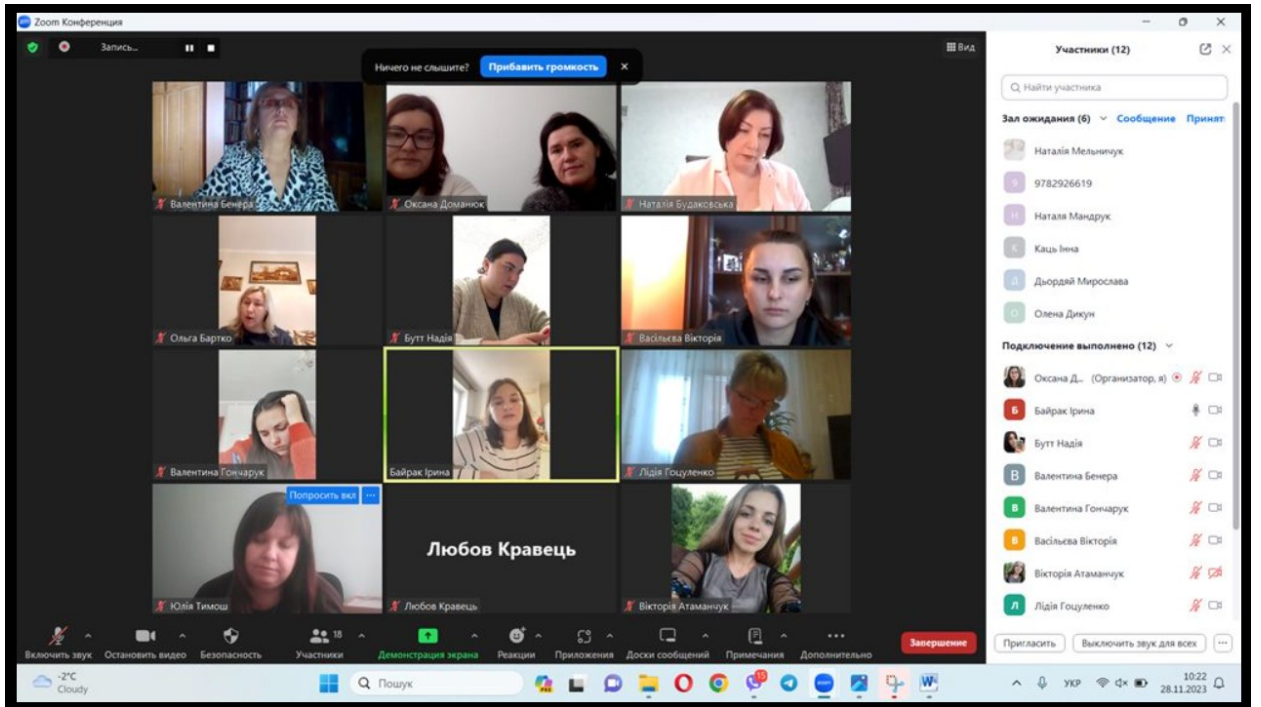 Zoom Конференция
Запись...
Ничего не слышите? Прибавить громкость
Вид
Валентина Бенера
Оксана Доманюк
Наталія Будаковська
Ольга Бартко
Бутт Надія
Васільєва Вікторія
Валентина Гончарук
Байрак Ірина
Лідія Гоцуленко
Попросить вкл ...
Юлія Тимош
Любов Кравець
Любов Кравець
Вікторія Атаманчук
Участники (12)
Найти участника
Зал ожидания (6) Сообщение Принят
Наталія Мельничук
9 9782926619
Н Наталя Мандрук
К Каць Інна
Д Дьордяй Мирослава
О Олена Дикун
Подключение выполнено (12)
Оксана Д... (Организатор, я)
Б Байрак Ірина
Бутт Надія
В Валентина Бенера
В Валентина Гончарук
В Васільєва Вікторія
Вікторія Атаманчук
Л Лідія Гоцуленко
Пригласить Выключить звук для всех ...
Включить звук Остановить видео Безопасность Участники 18 Демонстрация экрана Реакции Приложения Доски сообщений Примечания Дополнительно Завершение
-2°C
Cloudy
Пошук
15
zoom
W
УКР
10:22
28.11.2023